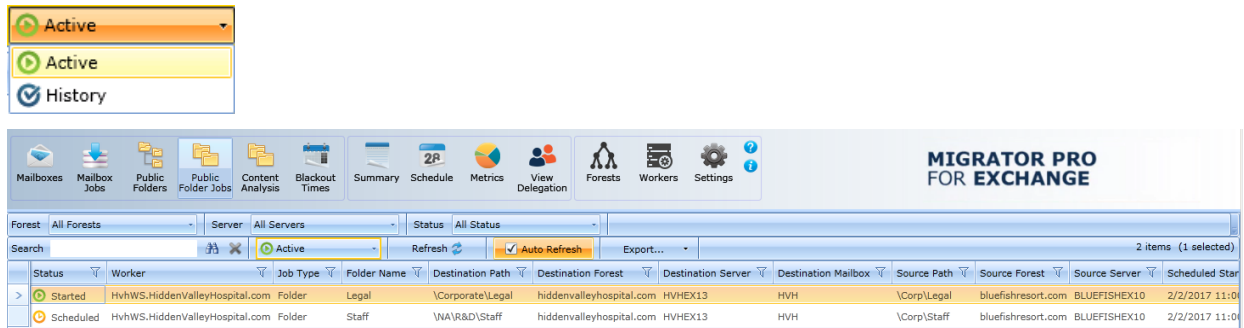 Active
Active
History
Mailboxes Mailbox Jobs Public Folders Public Folder Jobs Content Analysis Blackout Times Summary Schedule 28 Metrics View Delegation Forests Workers Settings ? i
MIGRATOR PRO
FOR EXCHANGE
Forest All Forests Server All Servers Status All Status
Search Active Refresh Auto Refresh Export... 2 items (1 selected)
Status Worker Job Type Folder Name Destination Path Destination Forest Destination Server Destination Mailbox Source Path Source Forest Source Server Scheduled Star
> Started HvhWS.HiddenValleyHospital.com Folder Legal \Corporate\Legal hiddenvalleyhospital.com HVHEX13 HVH \Corp\Legal bluefishresort.com BLUEFISHEX10 2/2/2017 11:0
Scheduled HvhWS.HiddenValleyHospital.com Folder Staff \NA\R&D\Staff hiddenvalleyhospital.com HVHEX13 HVH \Corp\Staff bluefishresort.com BLUEFISHEX10 2/2/2017 11:0